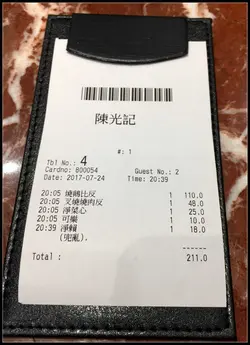 陳光記
#: 1
Tbl No.: 4
Cardno: B00054 Guest No.: 2
Date: 2017-07-24 Time: 20:39
20:05 燒鵝比反 1 110.0
20:05 叉燒燒肉反 1 48.0
20:05 淨菜心 1 25.0
20:05 可樂 1 10.0
20:39 淨賴 1 18.0
(兜亂),
------
Total: 211.0